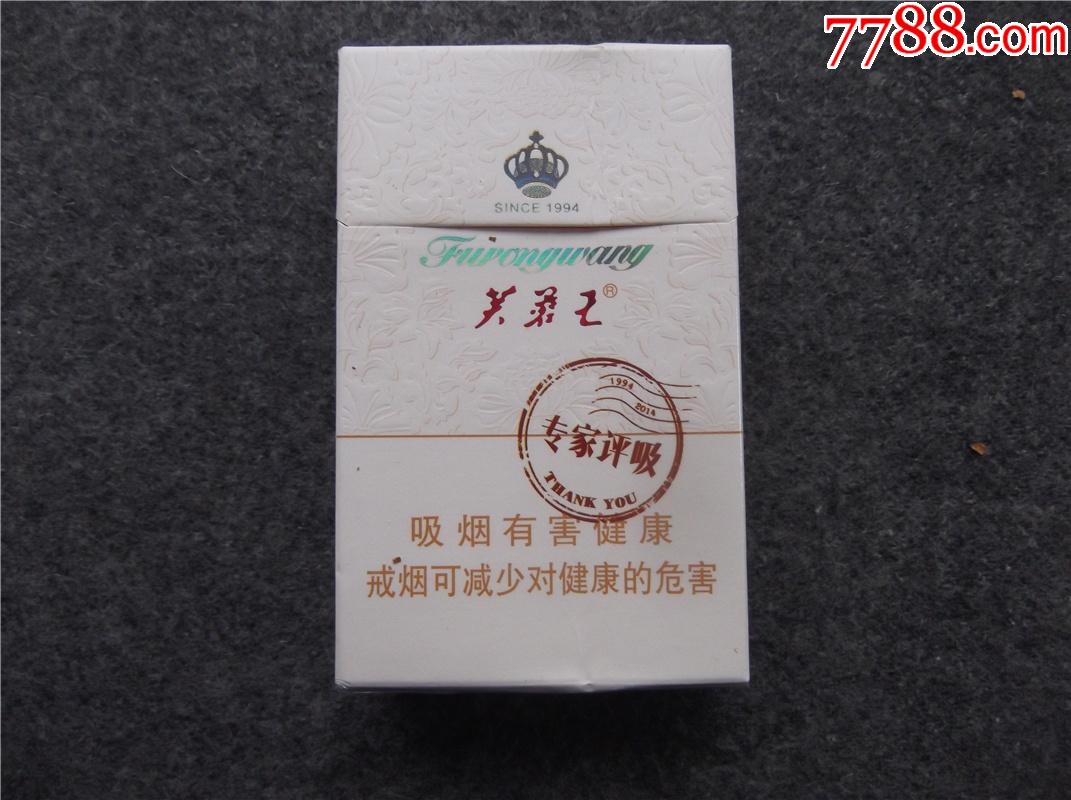 7788.com
SINCE 1994
Furongwang
芙蓉王®
1994
2014
专家评吸
THANK YOU
吸烟有害健康
戒烟可减少对健康的危害